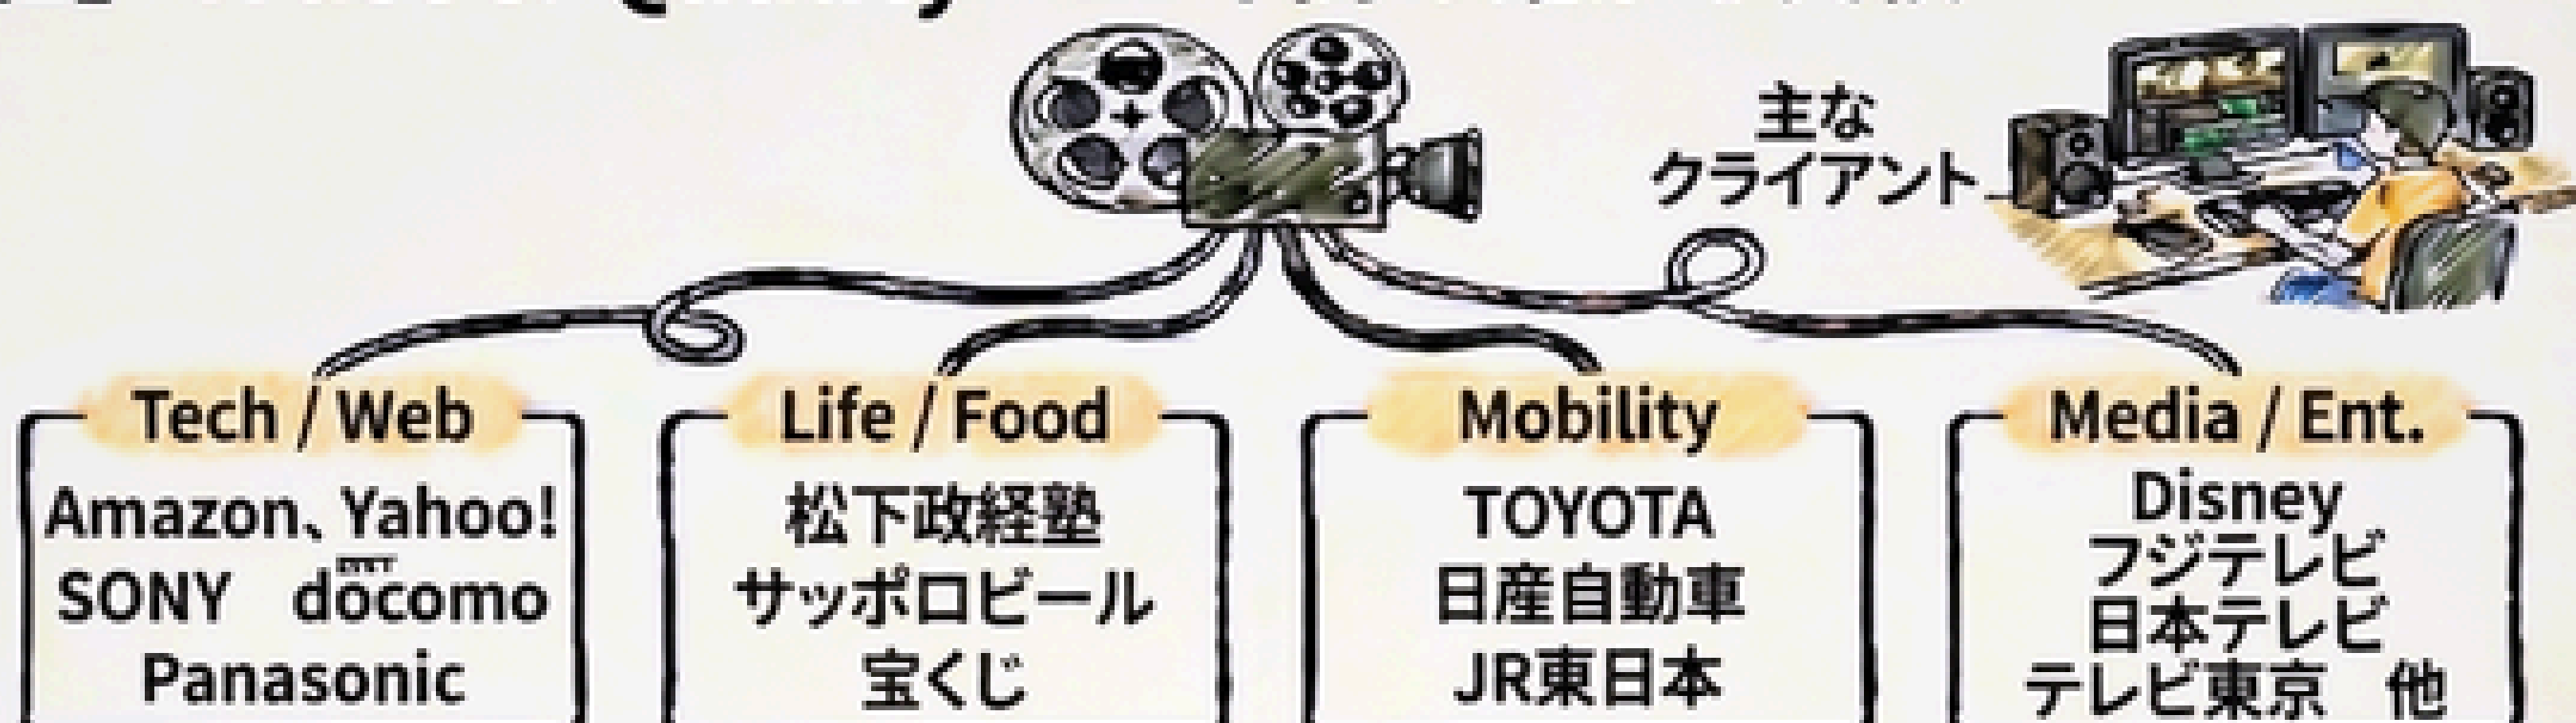 主な
クライアント
Tech / Web
Amazon、Yahoo!
SONY docomo
Panasonic
Life / Food
松下政経塾
サッポロビール
宝くじ
Mobility
TOYOTA
日産自動車
JR東日本
Media / Ent.
Disney
フジテレビ
日本テレビ
テレビ東京 他